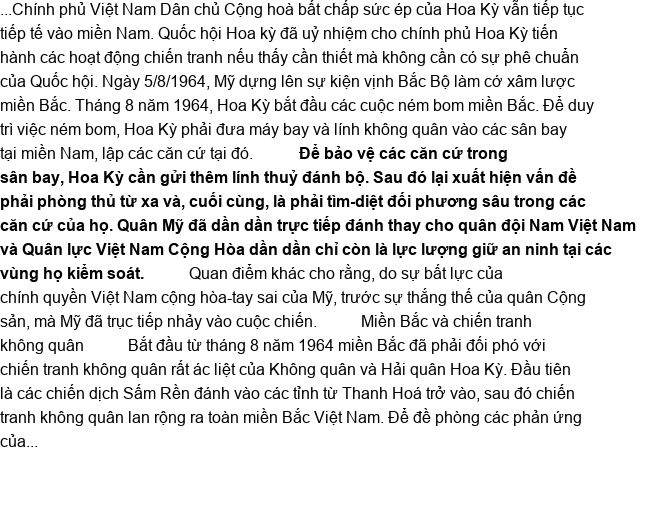 ...Chính phủ Việt Nam Dân chủ Cộng hoà bất chấp sức ép của Hoa Kỳ vẫn tiếp tục
tiếp tế vào miền Nam. Quốc hội Hoa kỳ đã uỷ nhiệm cho chính phủ Hoa Kỳ tiến
hành các hoạt động chiến tranh nếu thấy cần thiết mà không cần có sự phê chuẩn
của Quốc hội. Ngày 5/8/1964, Mỹ dựng lên sự kiện vịnh Bắc Bộ làm cớ xâm lược
miền Bắc. Tháng 8 năm 1964, Hoa Kỳ bắt đầu các cuộc ném bom miền Bắc. Để duy
trì việc ném bom, Hoa Kỳ phải đưa máy bay và lính không quân vào các sân bay
tại miền Nam, lập các căn cứ tại đó. Để bảo vệ các căn cứ trong
sân bay, Hoa Kỳ cần gửi thêm lính thuỷ đánh bộ. Sau đó lại xuất hiện vấn đề
phải phòng thủ từ xa và, cuối cùng, là phải tìm-diệt đối phương sâu trong các
căn cứ của họ. Quân Mỹ đã dần dần trực tiếp đánh thay cho quân đội Nam Việt Nam
và Quân lực Việt Nam Cộng Hòa dần dần chỉ còn là lực lượng giữ an ninh tại các
vùng họ kiểm soát. Quan điểm khác cho rằng, do sự bất lực của
chính quyền Việt Nam cộng hòa-tay sai của Mỹ, trước sự thắng thế của quân Cộng
sản, mà Mỹ đã trục tiếp nhảy vào cuộc chiến. Miền Bắc và chiến tranh
không quân Bắt đầu từ tháng 8 năm 1964 miền Bắc đã phải đối phó với
chiến tranh không quân rất ác liệt của Không quân và Hải quân Hoa Kỳ. Đầu tiên
là các chiến dịch Sấm Rền đánh vào các tỉnh từ Thanh Hoá trở vào, sau đó chiến
tranh không quân lan rộng ra toàn miền Bắc Việt Nam. Để đề phòng các phản ứng
của...